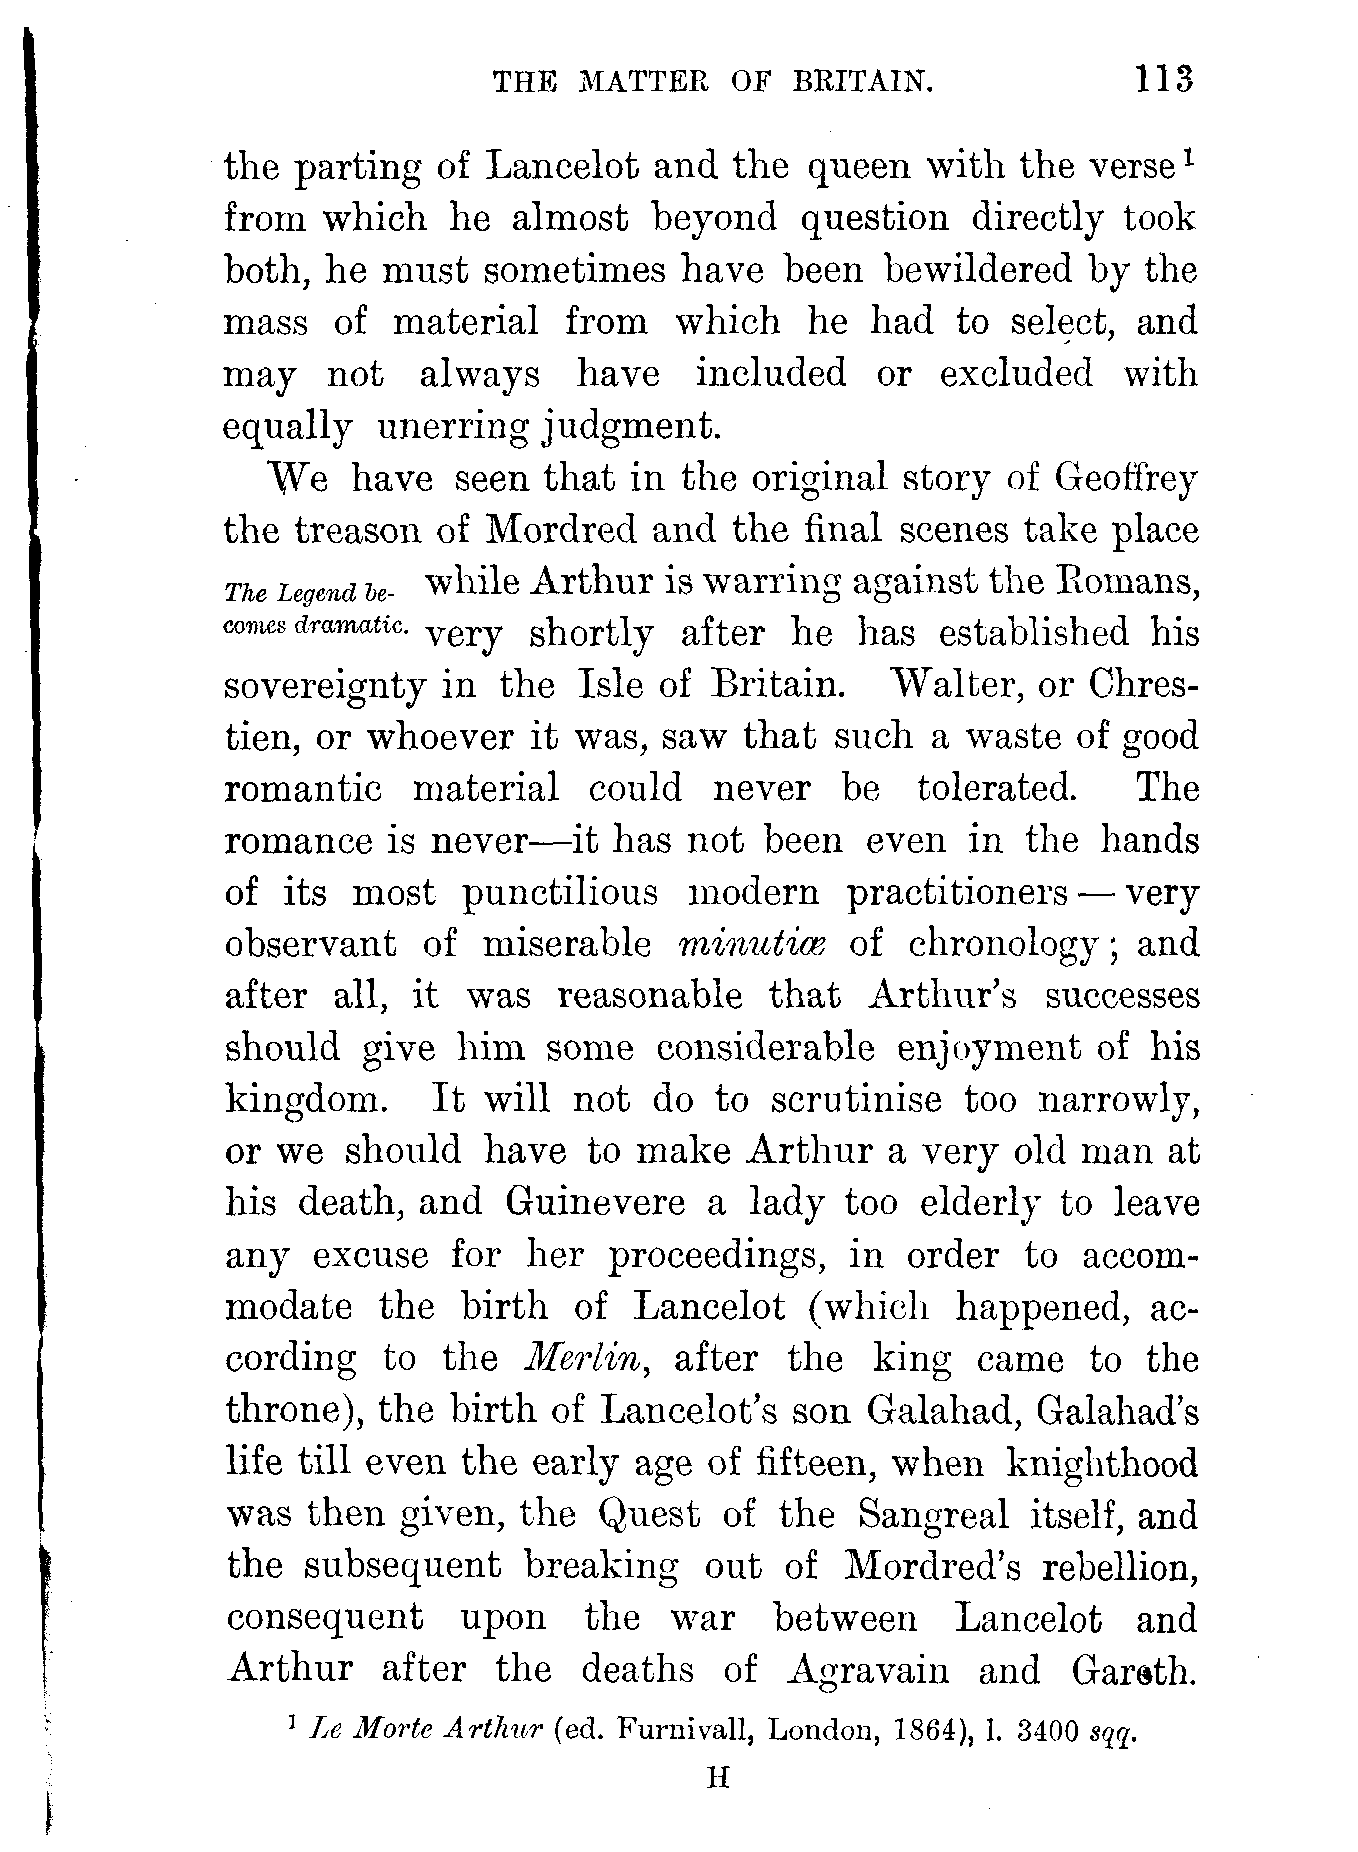 THE MATTER OF BRITAIN. 113
the parting of Lancelot and the queen with the verse¹
from which he almost beyond question directly took
both, he must sometimes have been bewildered by the
mass of material from which he had to select, and
may not always have included or excluded with
equally unerring judgment.
We have seen that in the original story of Geoffrey
the treason of Mordred and the final scenes take place
The Legend be-
comes dramatic.
while Arthur is warring against the Romans,
very shortly after he has established his
sovereignty in the Isle of Britain. Walter, or Chres-
tien, or whoever it was, saw that such a waste of good
romantic material could never be tolerated. The
romance is never—it has not been even in the hands
of its most punctilious modern practitioners — very
observant of miserable minutiæ of chronology; and
after all, it was reasonable that Arthur's successes
should give him some considerable enjoyment of his
kingdom. It will not do to scrutinise too narrowly,
or we should have to make Arthur a very old man at
his death, and Guinevere a lady too elderly to leave
any excuse for her proceedings, in order to accom-
modate the birth of Lancelot (which happened, ac-
cording to the Merlin, after the king came to the
throne), the birth of Lancelot's son Galahad, Galahad's
life till even the early age of fifteen, when knighthood
was then given, the Quest of the Sangreal itself, and
the subsequent breaking out of Mordred's rebellion,
consequent upon the war between Lancelot and
Arthur after the deaths of Agravain and Gareth.
¹ Le Morte Arthur (ed. Furnivall, London, 1864), l. 3400 sqq.
H